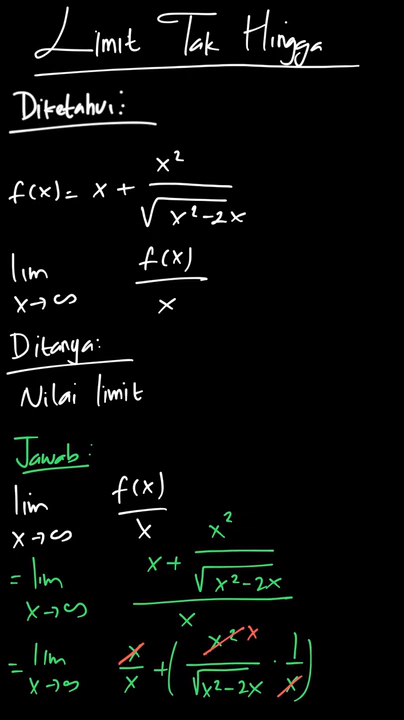 Limit Tak Hingga
Diketahui:
f(x) = x + x² / √(x²-2x)
lim x→∞ f(x) / x
Ditanya:
Nilai limit
Jawab:
lim x→∞ f(x) / x
= lim x→∞ (x + x² / √(x²-2x)) / x
= lim x→∞ x / x + (x² x / √(x²-2x) · 1 / x)